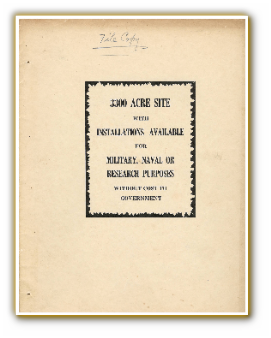 File Copy
3300 ACRE SITE
WITH
INSTALLATIONS AVAILABLE
FOR
MILITARY, NAVAL OR
RESEARCH PURPOSES
WITHOUT COST TO
GOVERNMENT